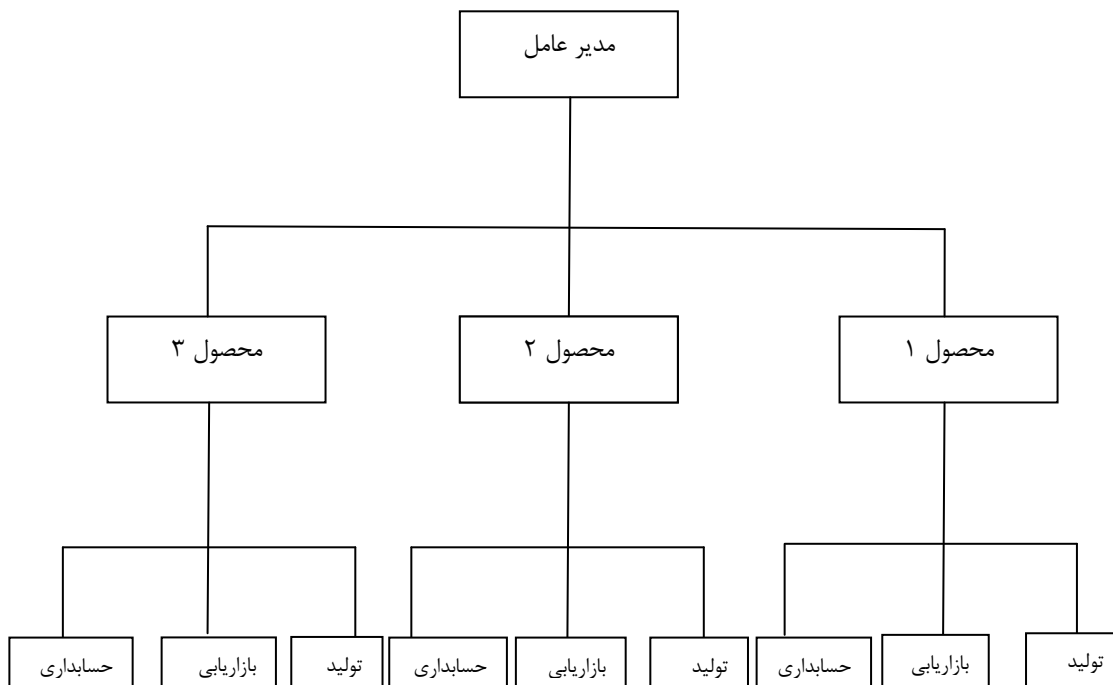 مدیر عامل
محصول ۱
محصول ۲
محصول ۳
تولید
بازاریابی
حسابداری
تولید
بازاریابی
حسابداری
تولید
بازاریابی
حسابداری